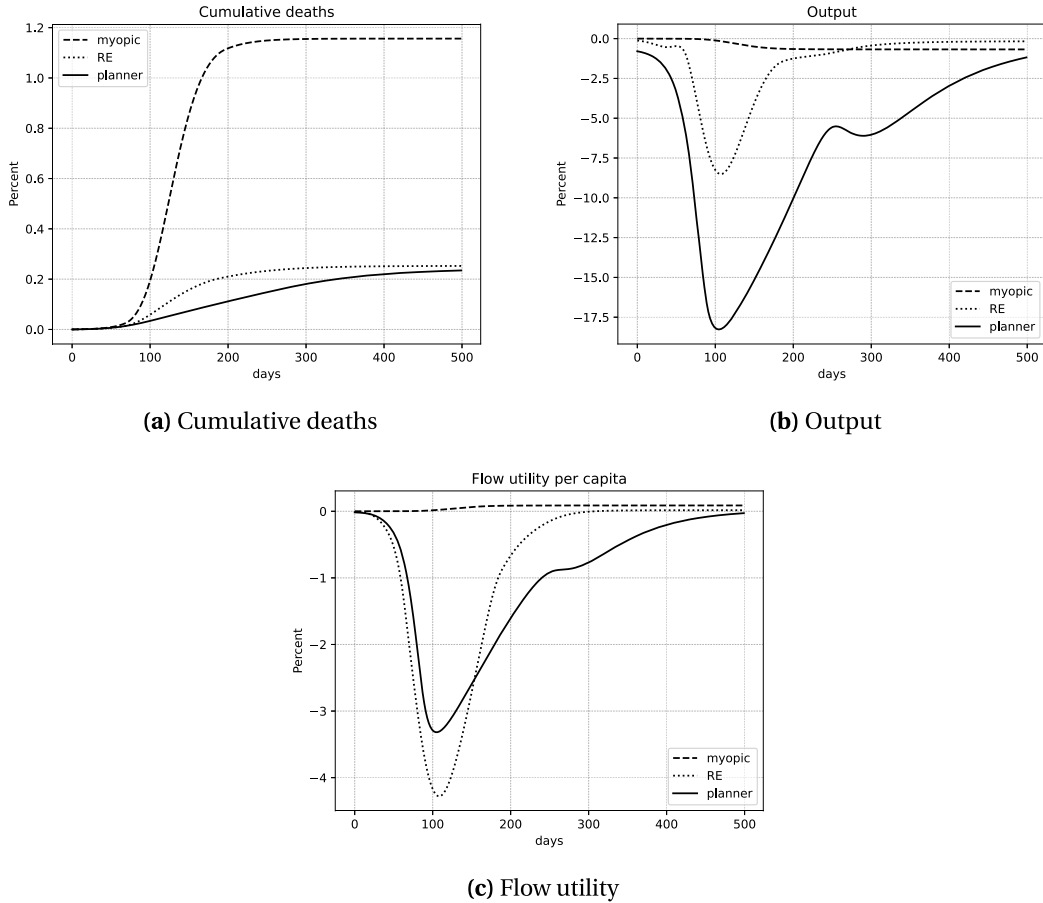 Cumulative deaths
1.2
1.0
0.8
0.6
0.4
0.2
0.0
Percent
myopic
RE
planner
0 100 200 300 400 500
days
(a) Cumulative deaths
Output
0.0
−2.5
−5.0
−7.5
−10.0
−12.5
−15.0
−17.5
Percent
myopic
RE
planner
0 100 200 300 400 500
days
(b) Output
Flow utility per capita
0
−1
−2
−3
−4
Percent
myopic
RE
planner
0 100 200 300 400 500
days
(c) Flow utility